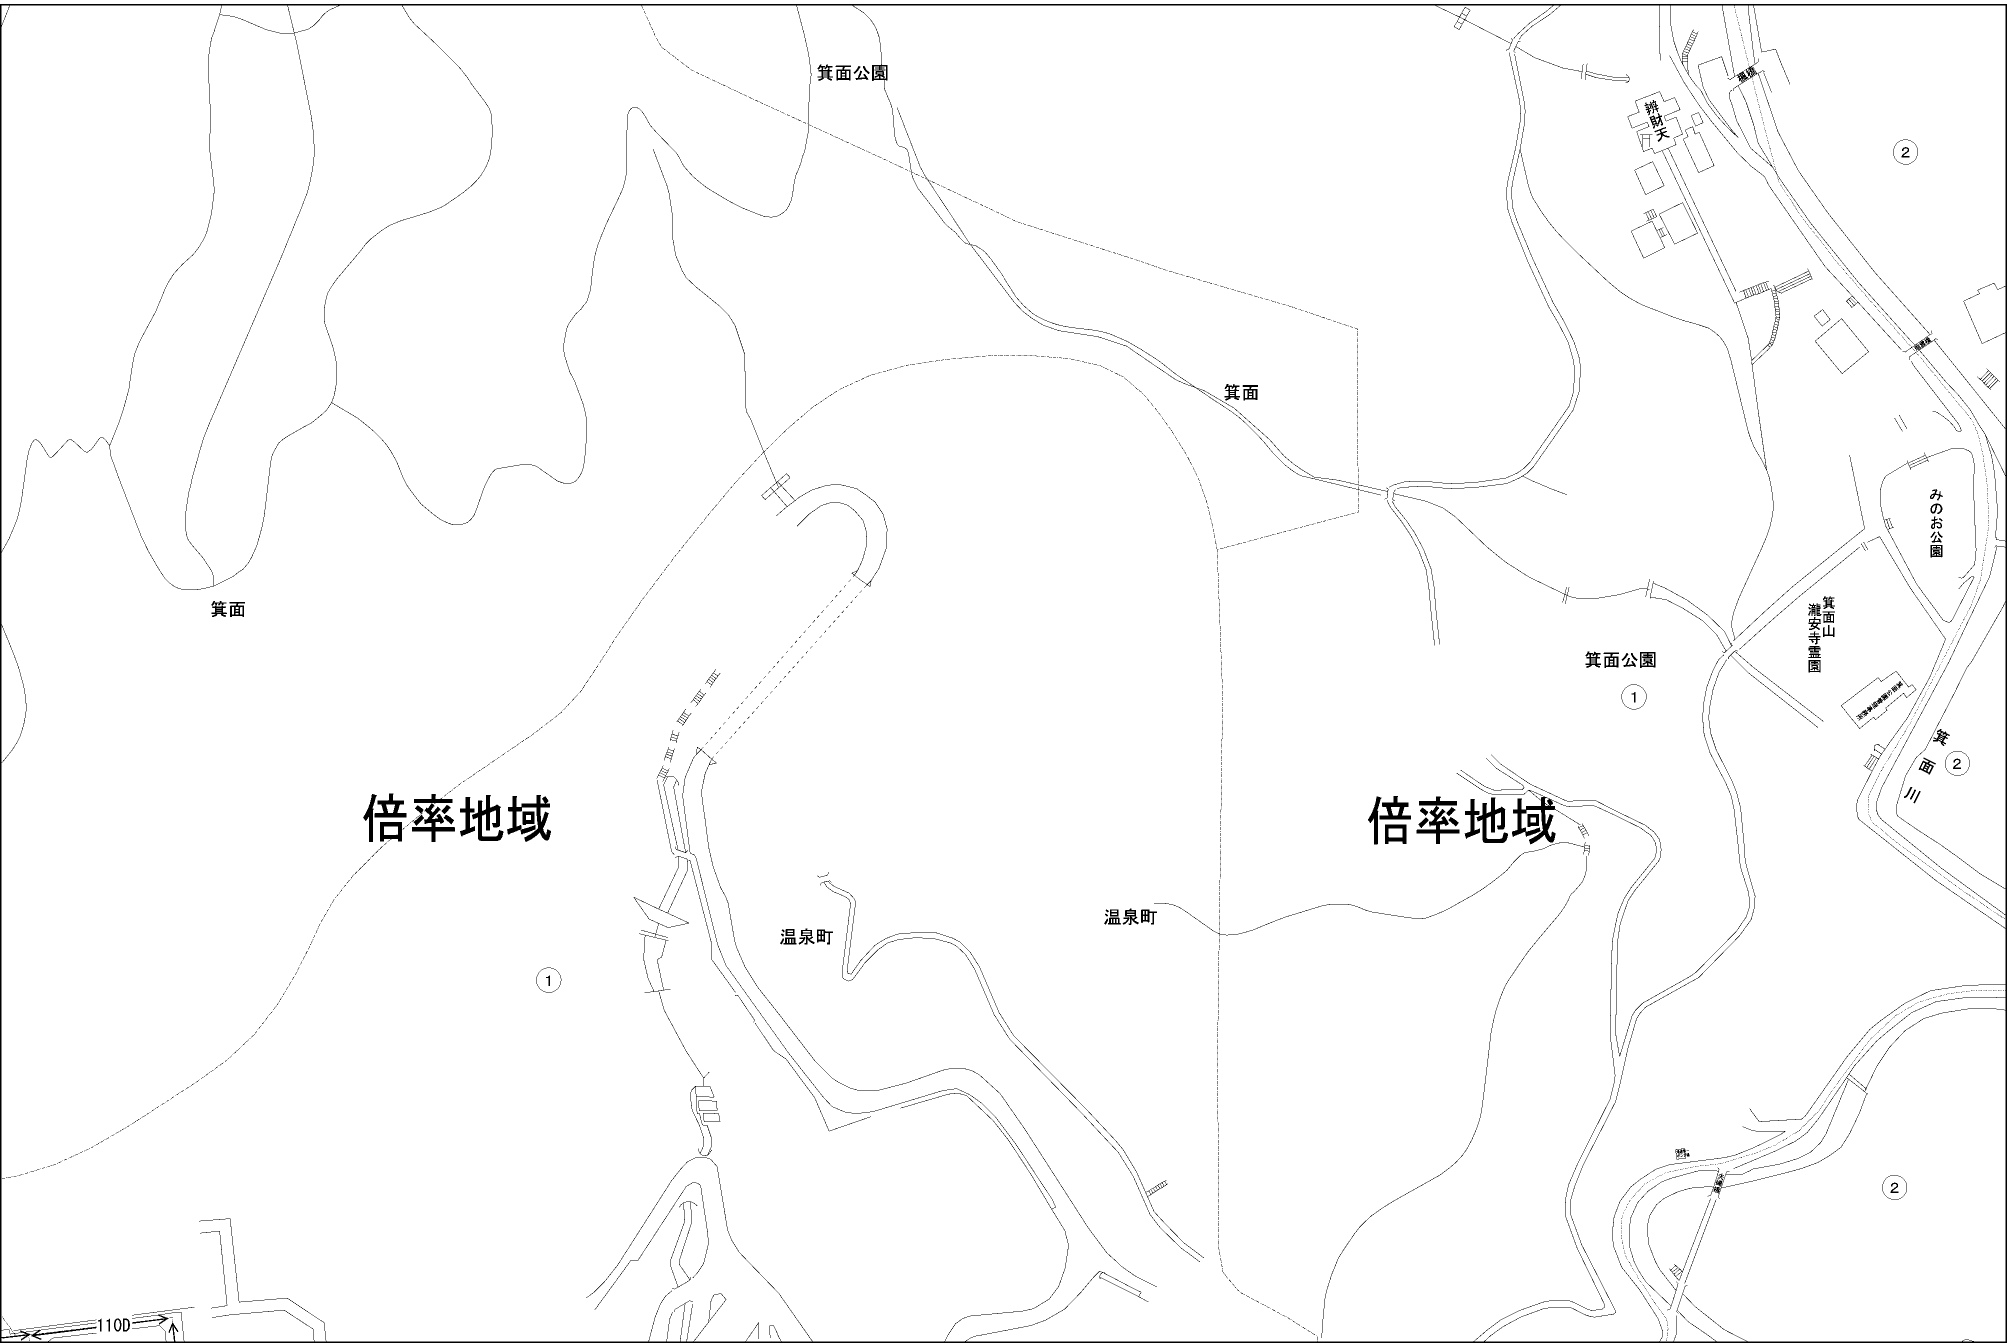 箕面公園
弁財天
②
箕面
みのお公園
箕面
箕面山
瀧安寺霊園
箕面公園
①
箕面川
②
倍率地域
倍率地域
温泉町
温泉町
①
②
110D